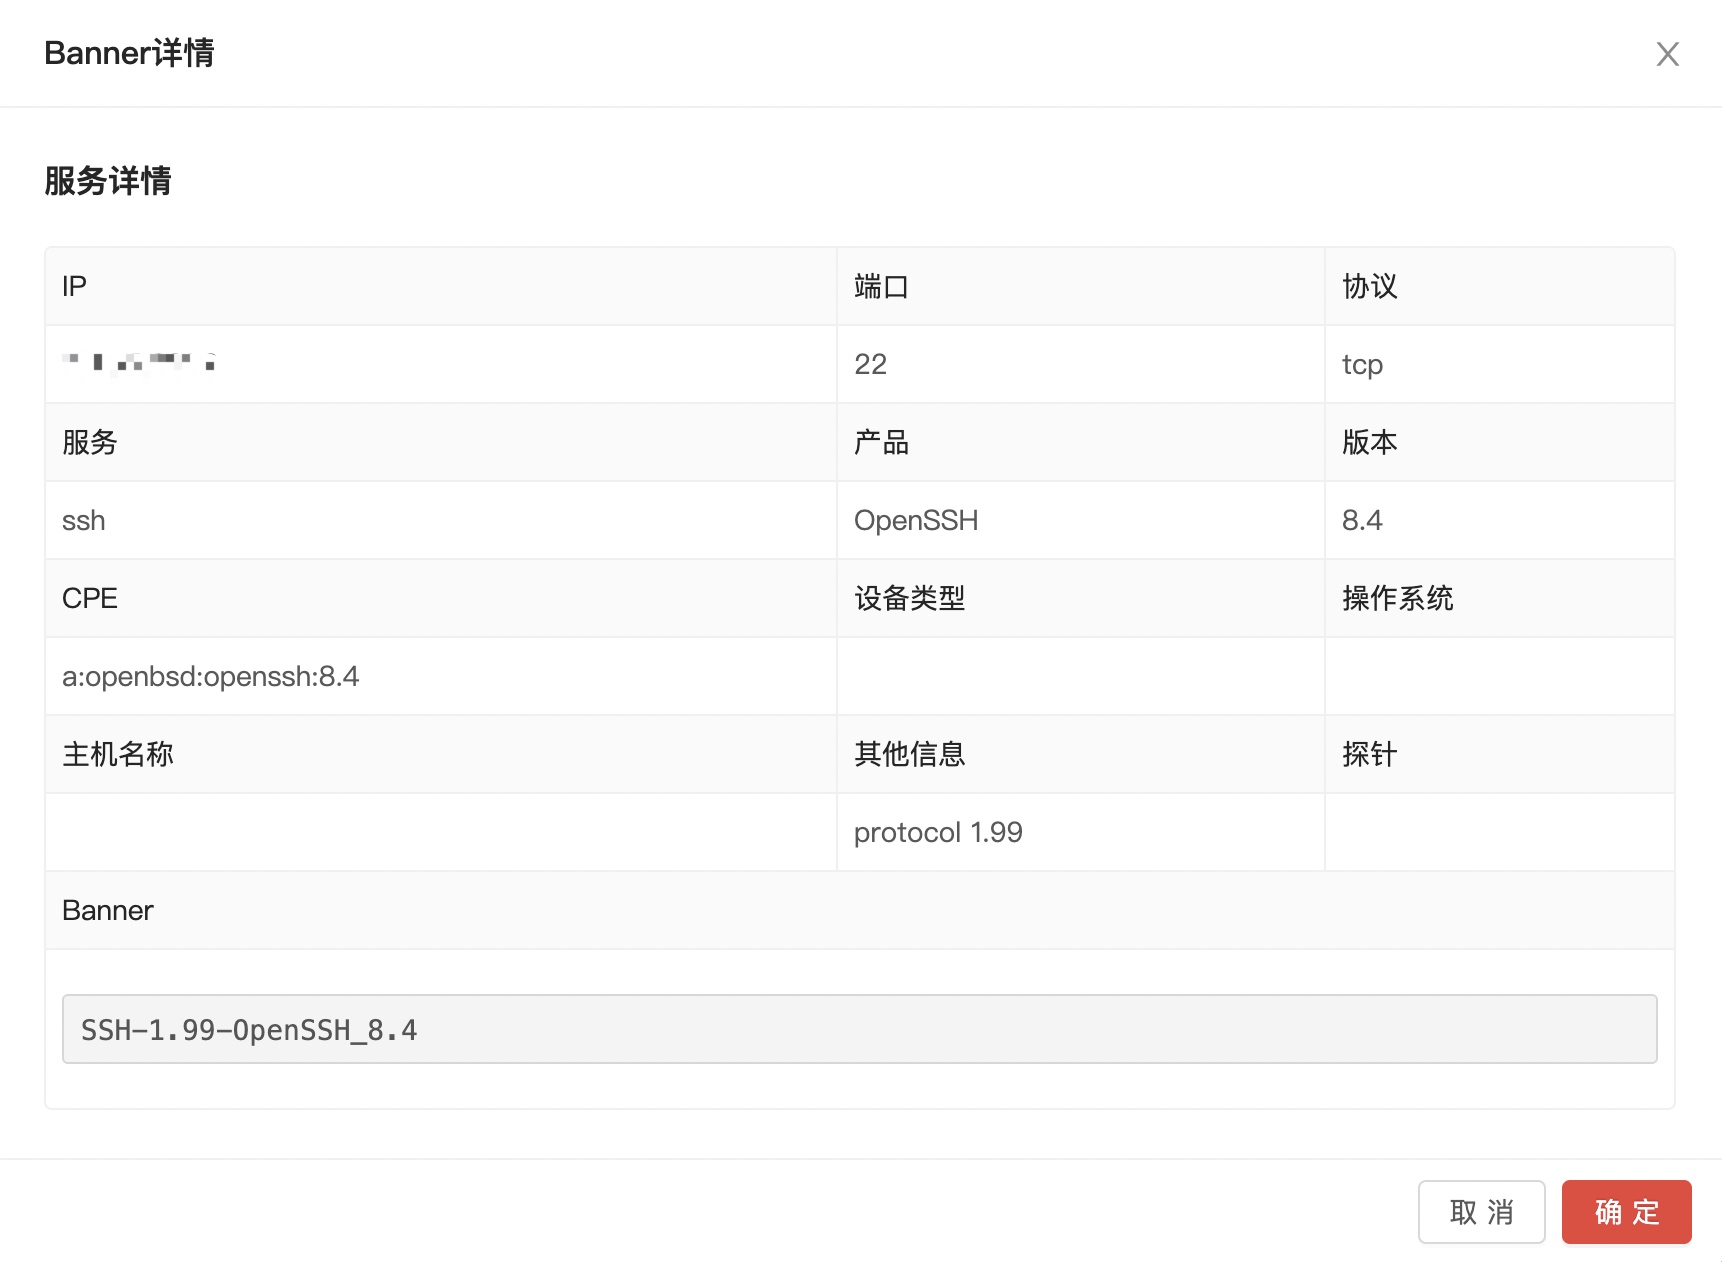 Banner详情
服务详情
IP 端口 协议
22 tcp
服务 产品 版本
ssh OpenSSH 8.4
CPE 设备类型 操作系统
a:openbsd:openssh:8.4
主机名称 其他信息 探针
protocol 1.99
Banner
SSH-1.99-OpenSSH_8.4
取 消 确 定